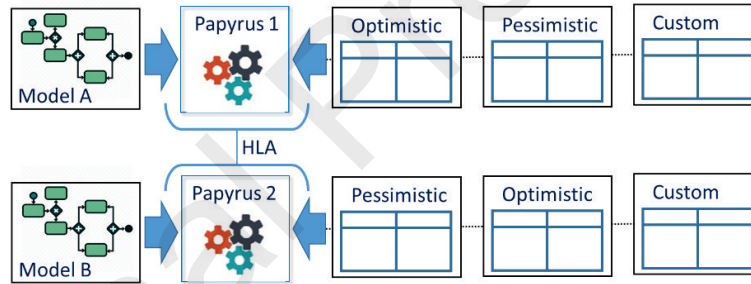 Papyrus 1
Optimistic
Pessimistic
Custom
Model A
HLA
Papyrus 2
Pessimistic
Optimistic
Custom
Model B